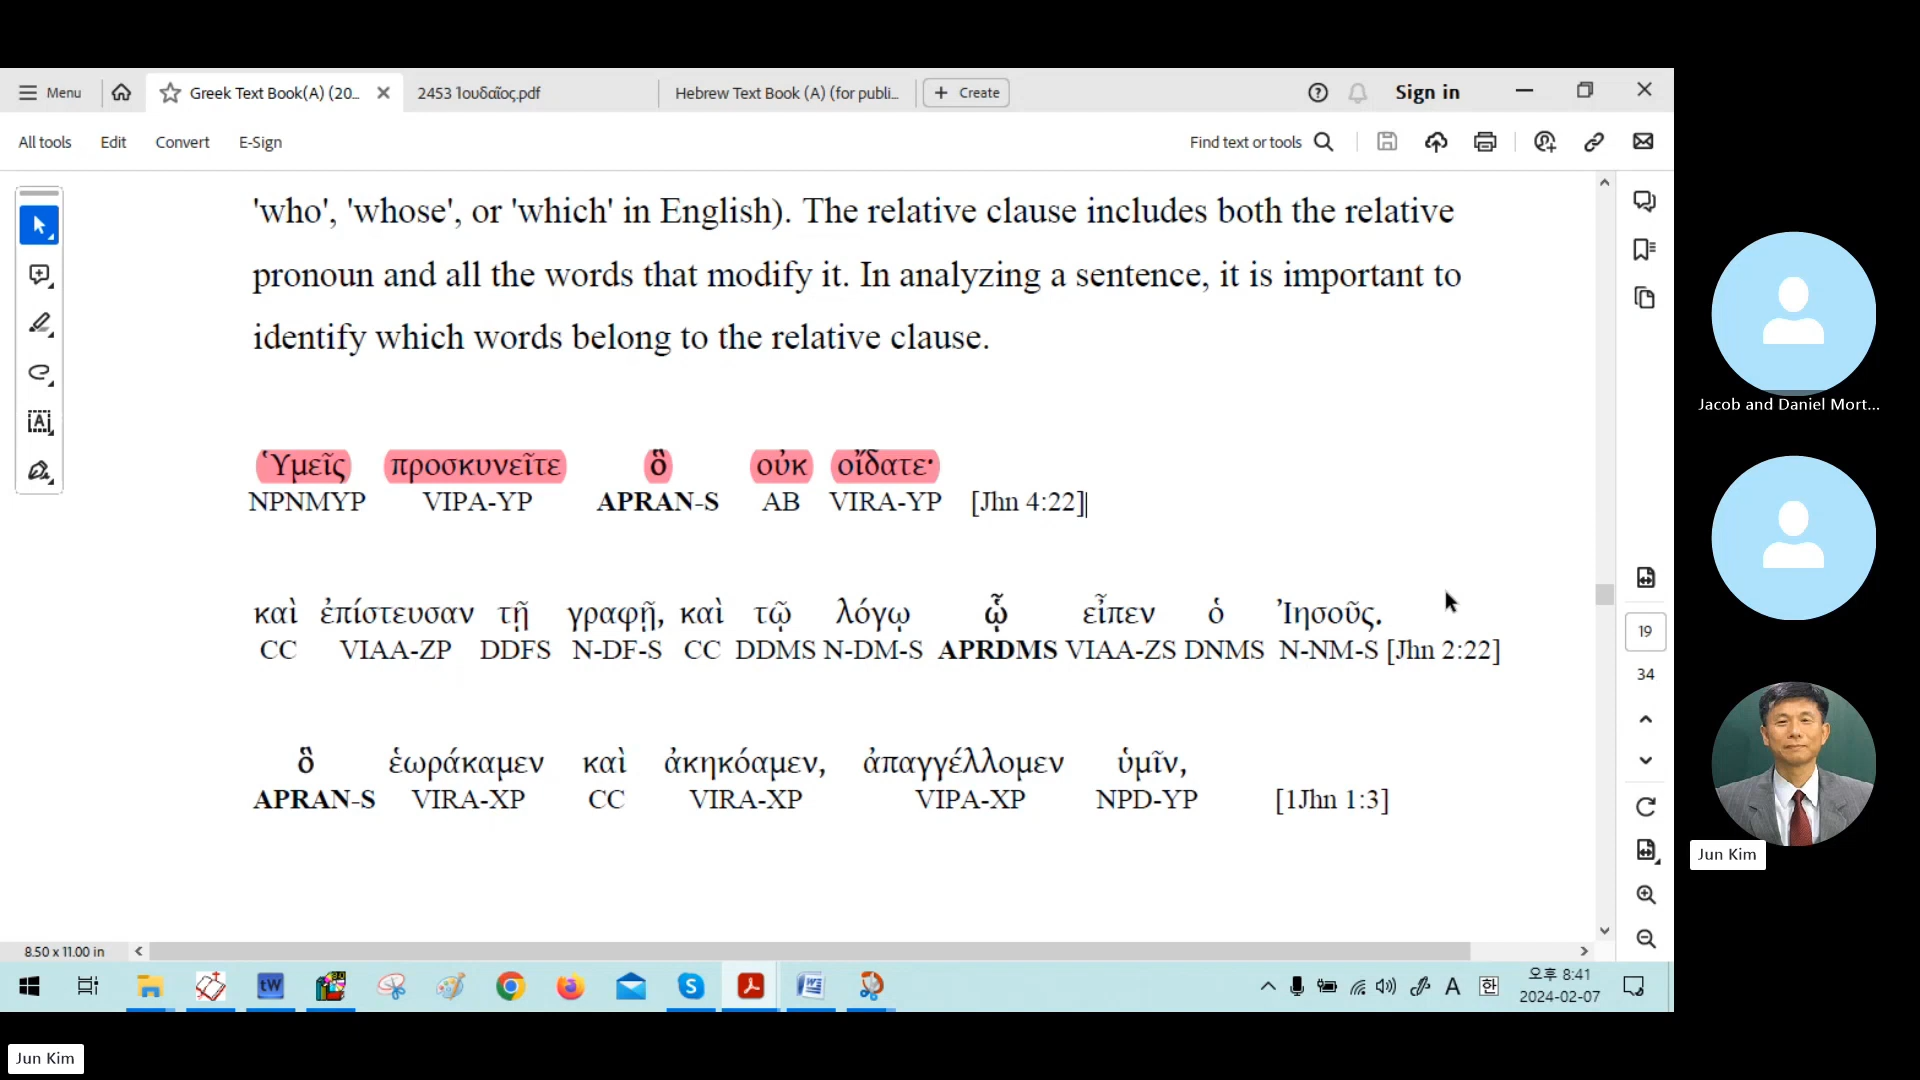 Menu
Greek Text Book(A) (20...
2453 Ἰουδαῖος.pdf
Hebrew Text Book (A) (for publi...
Create
Sign in
All tools
Edit
Convert
E-Sign
Find text or tools
'who', 'whose', or 'which' in English). The relative clause includes both the relative
pronoun and all the words that modify it. In analyzing a sentence, it is important to
identify which words belong to the relative clause.
Ὑμεῖς προσκυνεῖτε ὃ οὐκ οἴδατε·
NPNMYP VIPA-YP APRAN-S AB VIRA-YP [Jhn 4:22]
καὶ ἐπίστευσαν τῇ γραφῇ, καὶ τῷ λόγῳ ᾧ εἶπεν ὁ Ἰησοῦς.
CC VIAA-ZP DDFS N-DF-S CC DDMS N-DM-S APRDMS VIAA-ZS DNMS N-NM-S [Jhn 2:22]
ὃ ἑωράκαμεν καὶ ἀκηκόαμεν, ἀπαγγέλλομεν ὑμῖν,
APRAN-S VIRA-XP CC VIRA-XP VIPA-XP NPD-YP [1Jhn 1:3]
19
34
8.50 x 11.00 in
tW
A
한
오후 8:41
2024-02-07
Jacob and Daniel Mort...
Jun Kim
Jun Kim